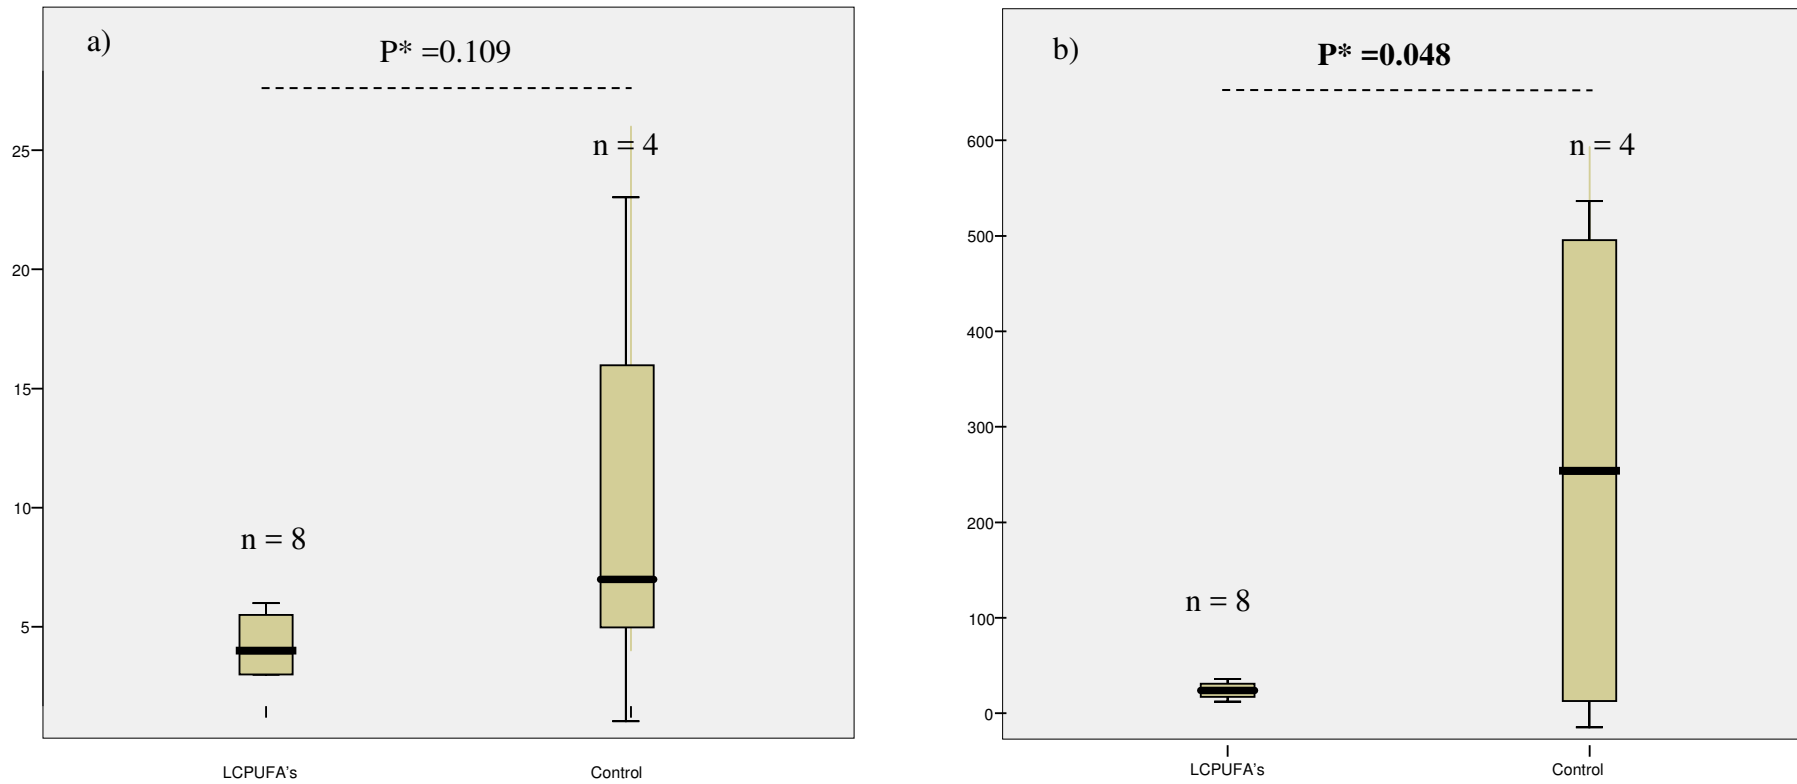 a)
P* =0.109
n = 4
25
20
15
10
n = 8
5
LCPUFA's
Control
b)
P* =0.048
n = 4
600
500
400
300
200
n = 8
100
0
LCPUFA's
Control